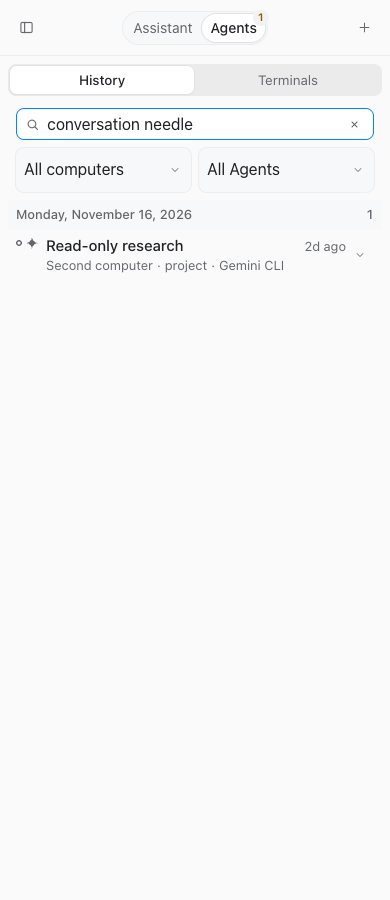 Assistant Agents 1
History Terminals
conversation needle
All computers All Agents
Monday, November 16, 2026 1
Read-only research 2d ago
Second computer · project · Gemini CLI